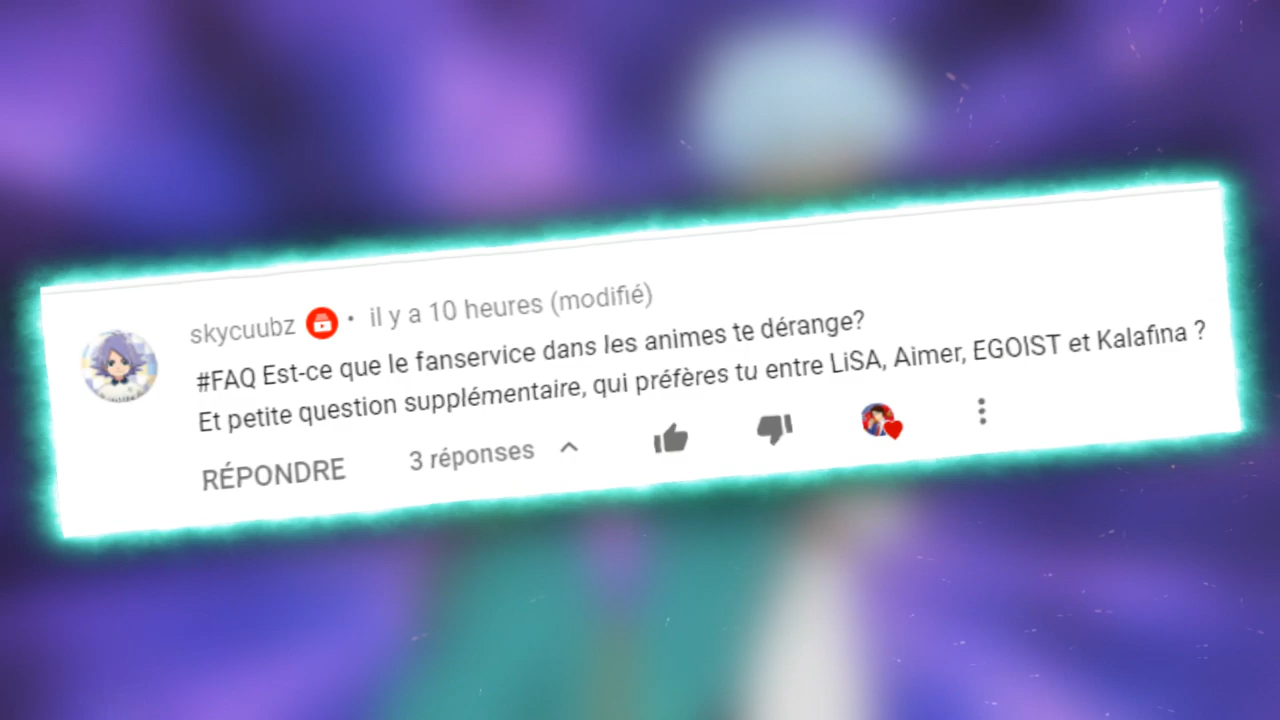 skycuubz • il y a 10 heures (modifié)
#FAQ Est-ce que le fanservice dans les animes te dérange?
Et petite question supplémentaire, qui préfères tu entre LiSA, Aimer, EGOIST et Kalafina ?
RÉPONDRE 3 réponses